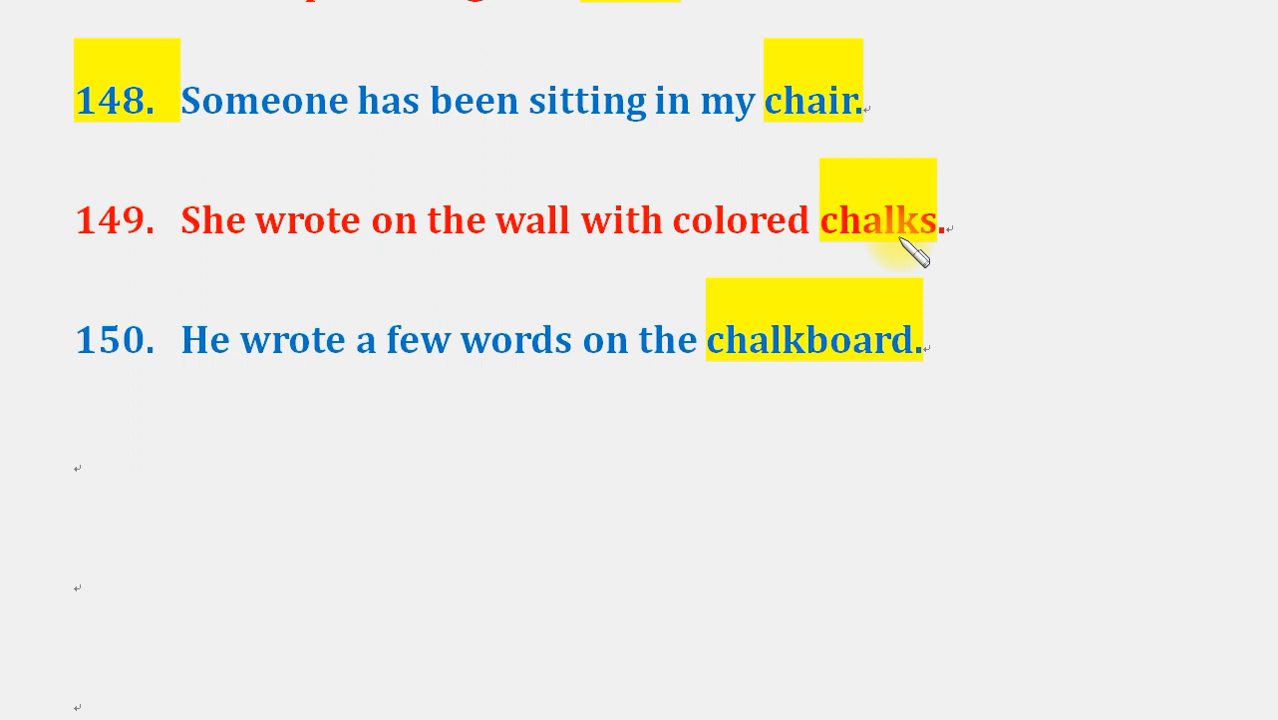 148. Someone has been sitting in my chair.
149. She wrote on the wall with colored chalks.
150. He wrote a few words on the chalkboard.